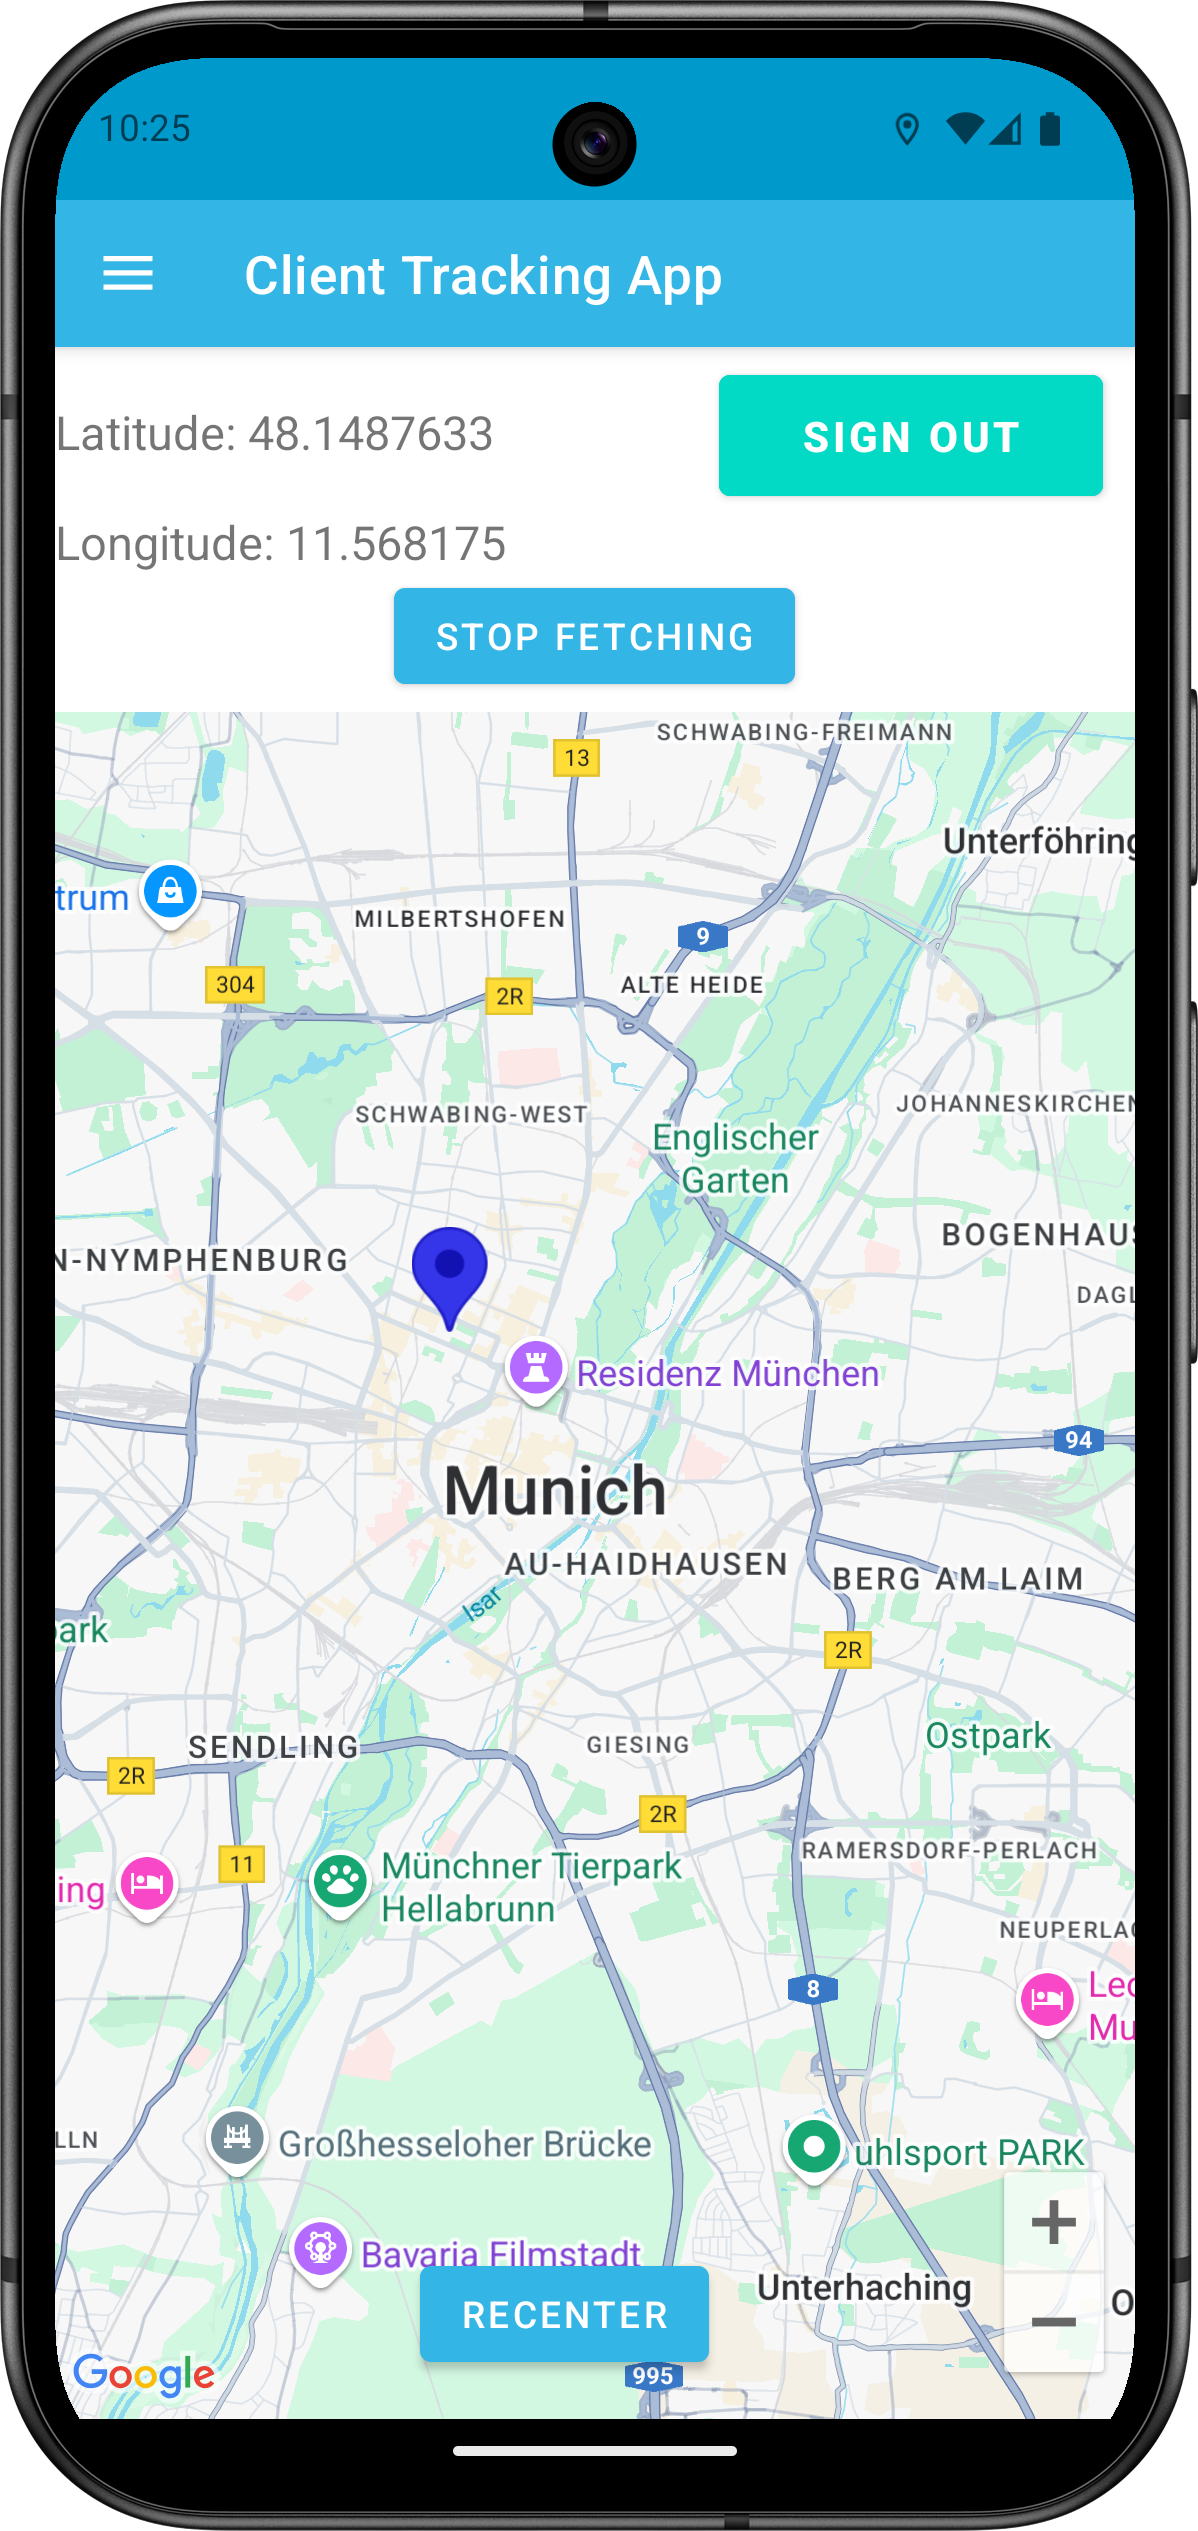 10:25
Client Tracking App
Latitude: 48.1487633
SIGN OUT
Longitude: 11.568175
STOP FETCHING
SCHWABING-FREIMANN
13
Unterföhring
trum
MILBERTSHOFEN
9
304
2R
ALTE HEIDE
SCHWABING-WEST
JOHANNESKIRCHEN
Englischer
Garten
N-NYMPHENBURG
BOGENHAUS
DAGL
Residenz München
94
Munich
AU-HAIDHAUSEN
BERG AM LAIM
Isar
park
2R
SENDLING
GIESING
Ostpark
2R
2R
11
RAMERSDORF-PERLACH
Münchner Tierpark
Hellabrunn
ing
NEUPERLAC
8
Leo
Mu
LLN
Großhesseloher Brücke
uhlsport PARK
Bavaria Filmstadt
+
Unterhaching
RECENTER
−
O
Google
995